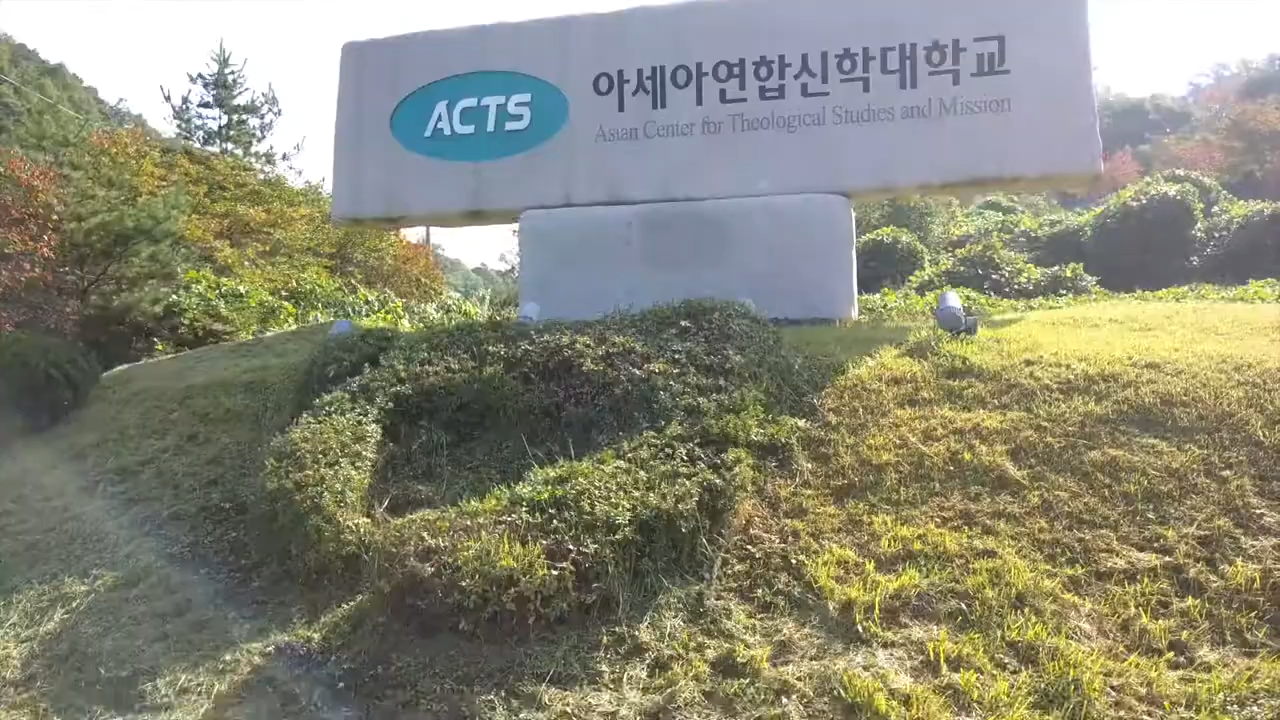 ACTS
아세아연합신학대학교
Asian Center for Theological Studies and Mission